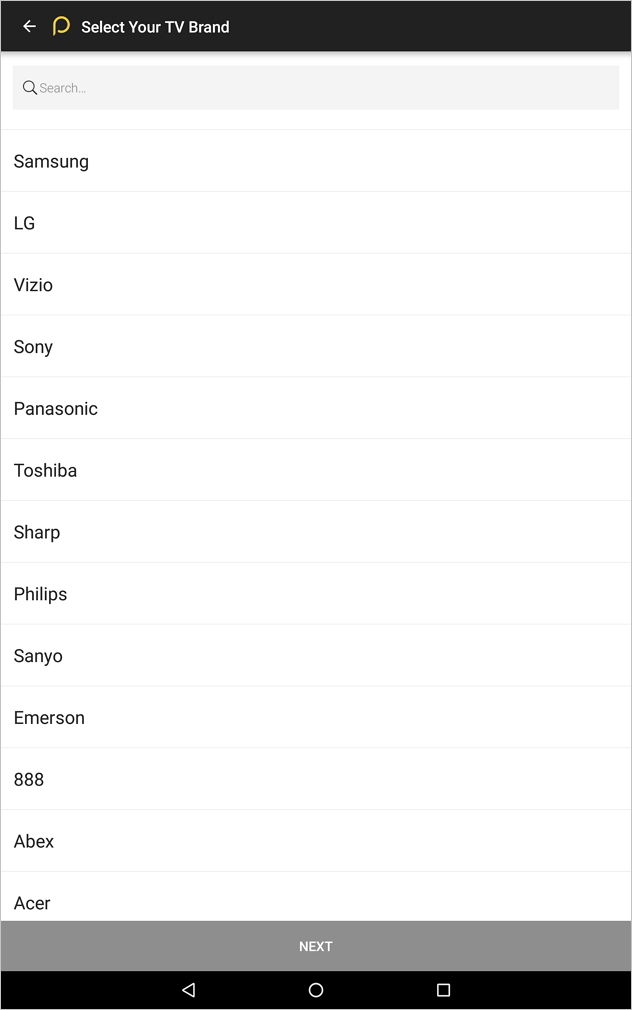 Select Your TV Brand
Search...
Samsung
LG
Vizio
Sony
Panasonic
Toshiba
Sharp
Philips
Sanyo
Emerson
888
Abex
Acer
NEXT